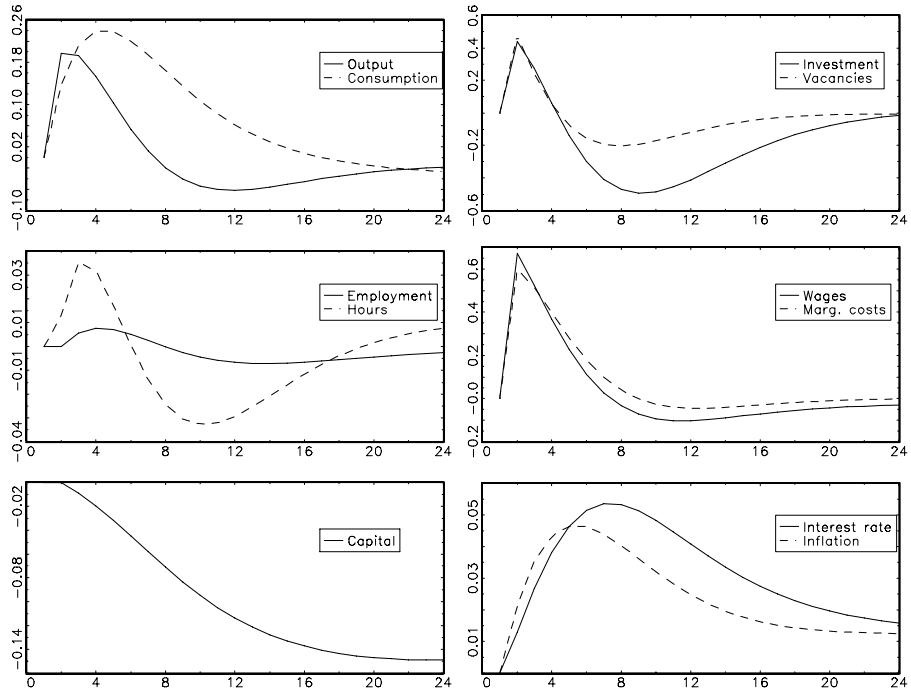 0.26
0.18
0.10
0.02
-0.10
Output
Consumption
0 4 8 12 16 20 24
0.6
0.2
-0.2
-0.6
Investment
Vacancies
0 4 8 12 16 20 24
0.03
0.01
-0.01
-0.04
Employment
Hours
0 4 8 12 16 20 24
0.6
0.4
0.2
-0.0
-0.2
Wages
Marg. costs
0 4 8 12 16 20 24
-0.02
-0.08
-0.14
Capital
0 4 8 12 16 20 24
0.05
0.03
0.01
Interest rate
Inflation
0 4 8 12 16 20 24